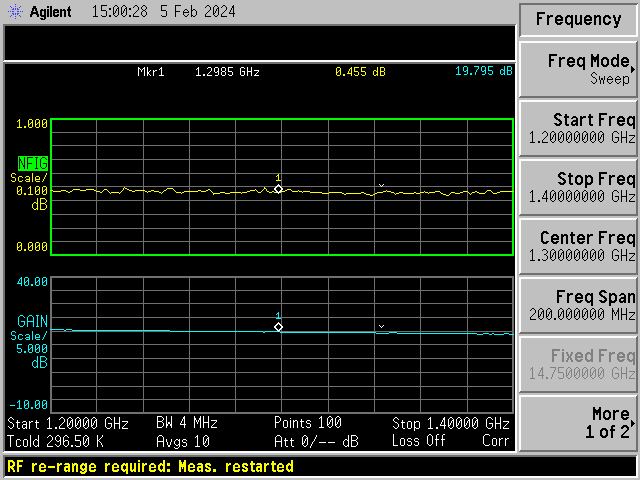 Agilent 15:00:28 5 Feb 2024
Frequency
Mkr1 1.2985 GHz 0.455 dB 19.795 dB
Freq Mode
Sweep
1.000
NFIG
Scale/
0.100
dB
0.000
1
Start Freq
1.20000000 GHz
Stop Freq
1.40000000 GHz
Center Freq
1.30000000 GHz
40.00
GAIN
Scale/
5.000
dB
-10.00
1
Freq Span
200.000000 MHz
Fixed Freq
14.7500000 GHz
More
1 of 2
Start 1.20000 GHz BW 4 MHz Points 100 Stop 1.40000 GHz
Tcold 296.50 K Avgs 10 Att 0/-- dB Loss Off Corr
RF re-range required: Meas. restarted